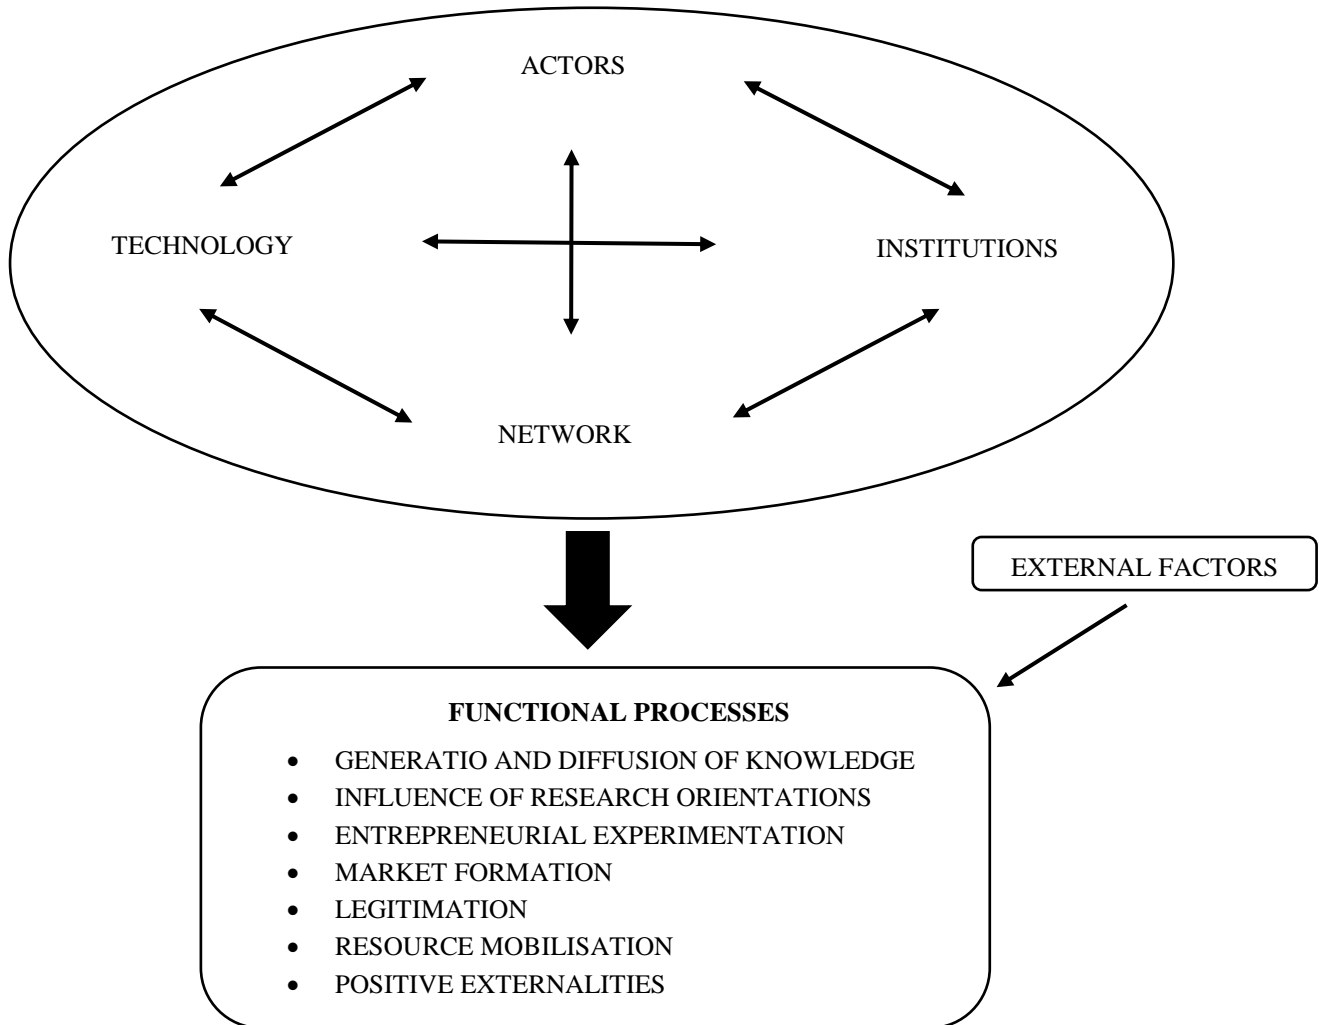 ACTORS
TECHNOLOGY
INSTITUTIONS
NETWORK
EXTERNAL FACTORS
FUNCTIONAL PROCESSES
• GENERATIO AND DIFFUSION OF KNOWLEDGE
• INFLUENCE OF RESEARCH ORIENTATIONS
• ENTREPRENEURIAL EXPERIMENTATION
• MARKET FORMATION
• LEGITIMATION
• RESOURCE MOBILISATION
• POSITIVE EXTERNALITIES